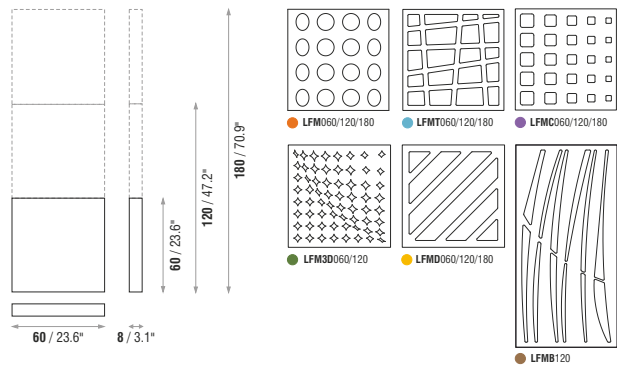 60 / 23.6"
120 / 47.2"
180 / 70.9"
60 / 23.6"
8 / 3.1"
LFM060/120/180
LFMT060/120/180
LFMC060/120/180
LFM3D060/120
LFMD060/120/180
LFMB120